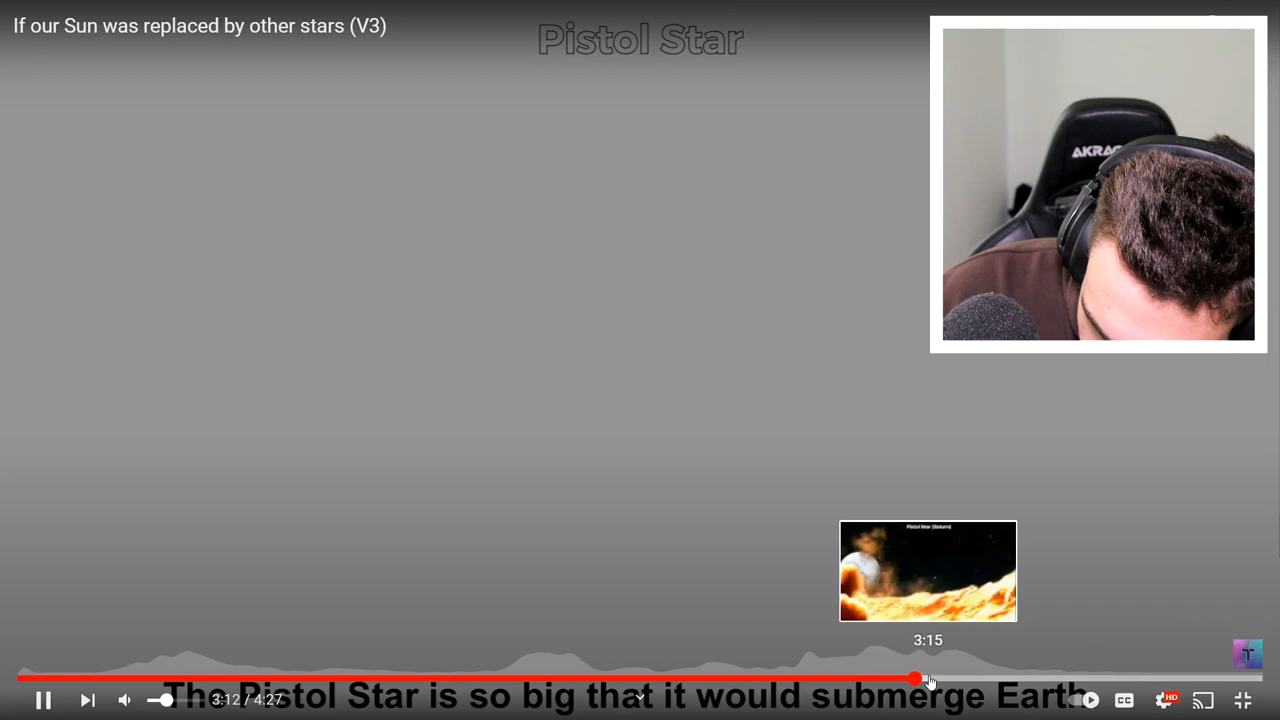 If our Sun was replaced by other stars (V3)
Pistol Star
AKRAC
Pistol Star (Saturn)
3:15
T
The Pistol Star is so big that it would submerge Earth
3:12 / 4:27
CC
HD